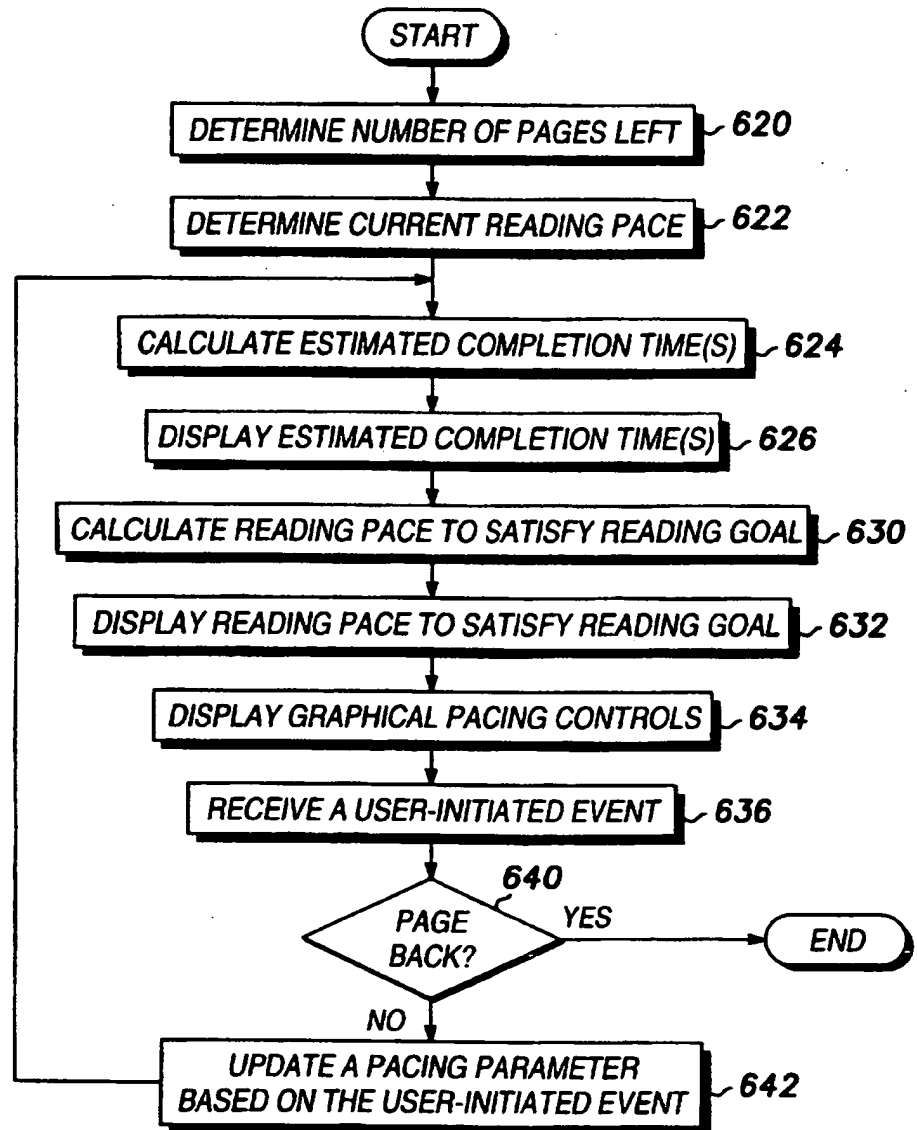 START
DETERMINE NUMBER OF PAGES LEFT 620
DETERMINE CURRENT READING PACE 622
CALCULATE ESTIMATED COMPLETION TIME(S) 624
DISPLAY ESTIMATED COMPLETION TIME(S) 626
CALCULATE READING PACE TO SATISFY READING GOAL 630
DISPLAY READING PACE TO SATISFY READING GOAL 632
DISPLAY GRAPHICAL PACING CONTROLS 634
RECEIVE A USER-INITIATED EVENT 636
640
PAGE
BACK?
YES
END
NO
UPDATE A PACING PARAMETER
BASED ON THE USER-INITIATED EVENT 642